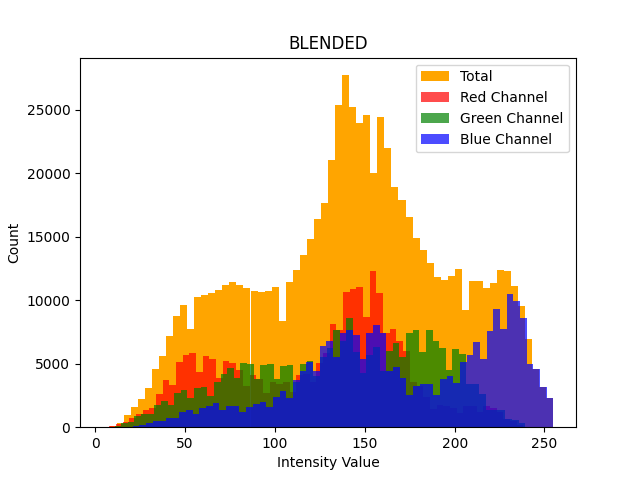 BLENDED
Total
Red Channel
Green Channel
Blue Channel
Count
25000
20000
15000
10000
5000
0
0 50 100 150 200 250
Intensity Value